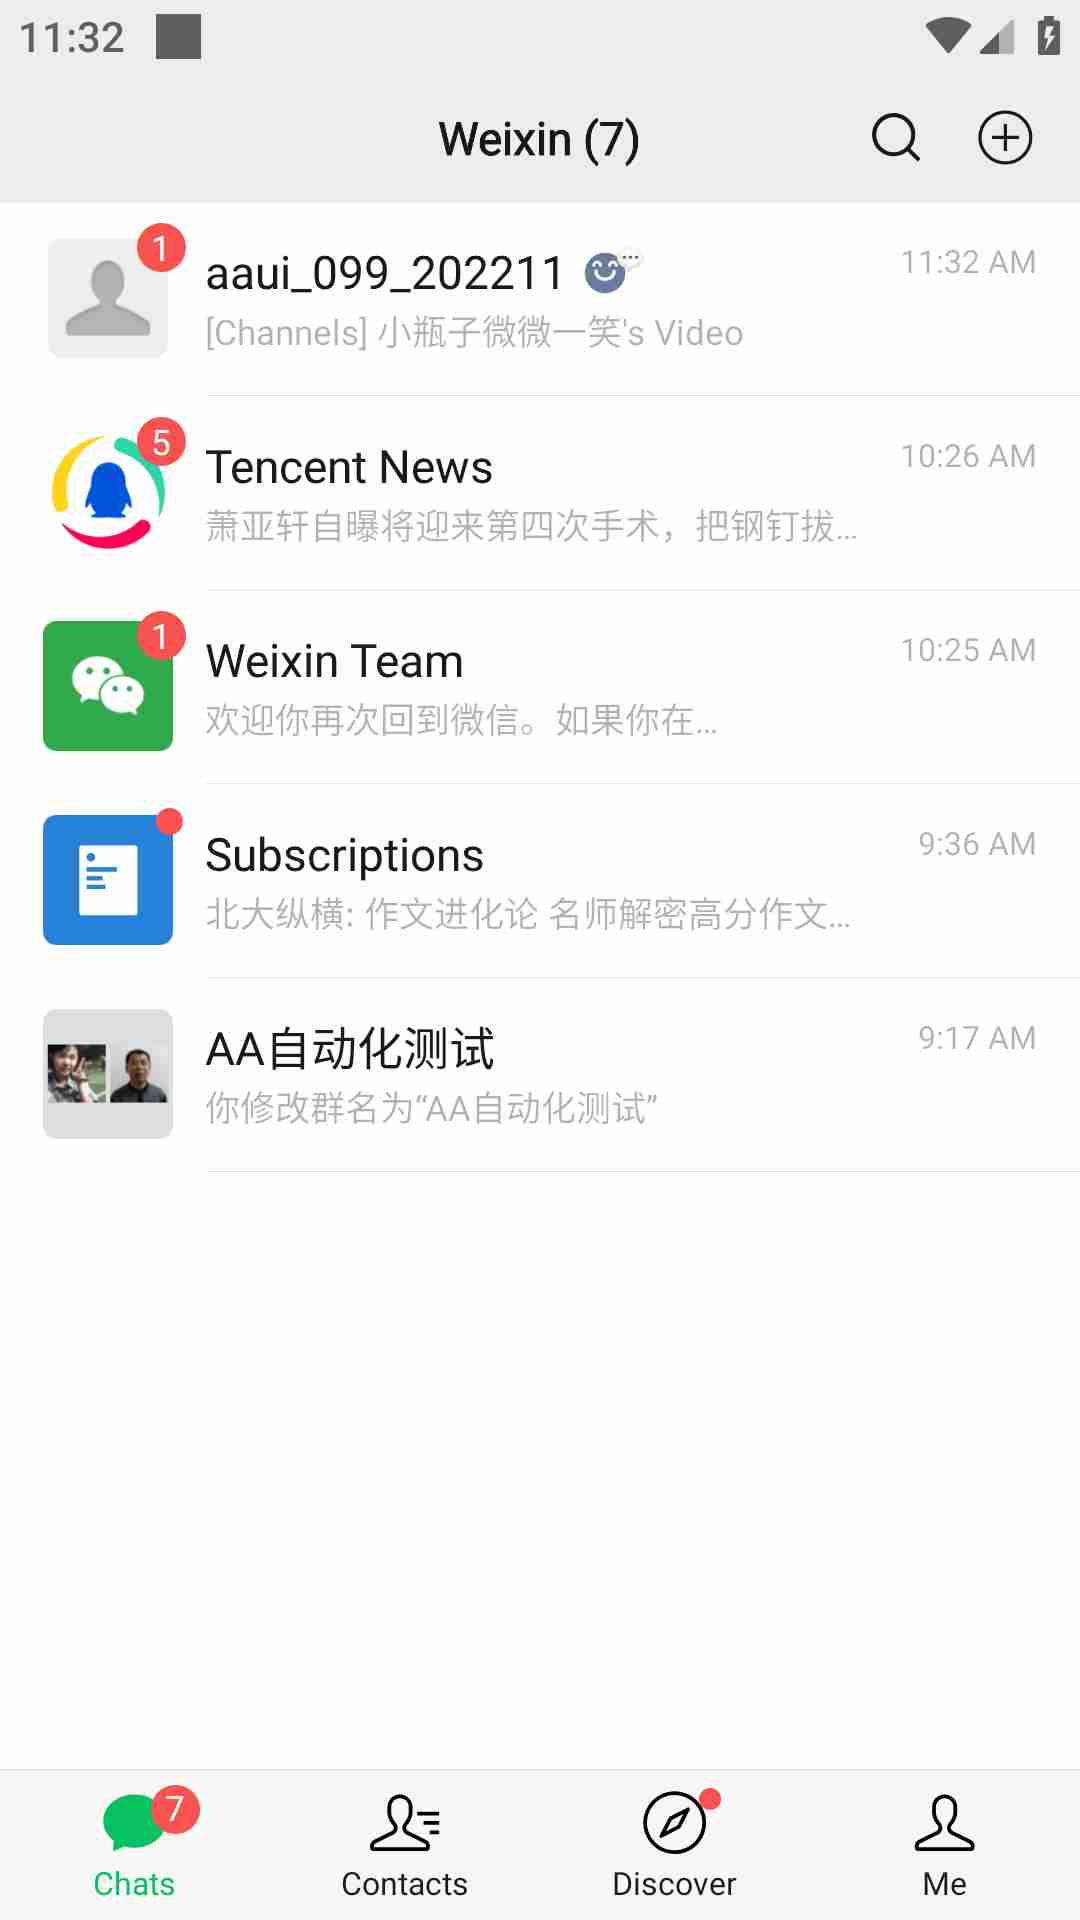 11:32
Weixin (7)
1
aaui_099_202211
11:32 AM
[Channels] 小瓶子微微一笑's Video
5
Tencent News
10:26 AM
萧亚轩自曝将迎来第四次手术，把钢钉拔...
1
Weixin Team
10:25 AM
欢迎你再次回到微信。如果你在...
Subscriptions
9:36 AM
北大纵横: 作文进化论 名师解密高分作文...
AA自动化测试
9:17 AM
你修改群名为“AA自动化测试”
7
Chats
Contacts
Discover
Me